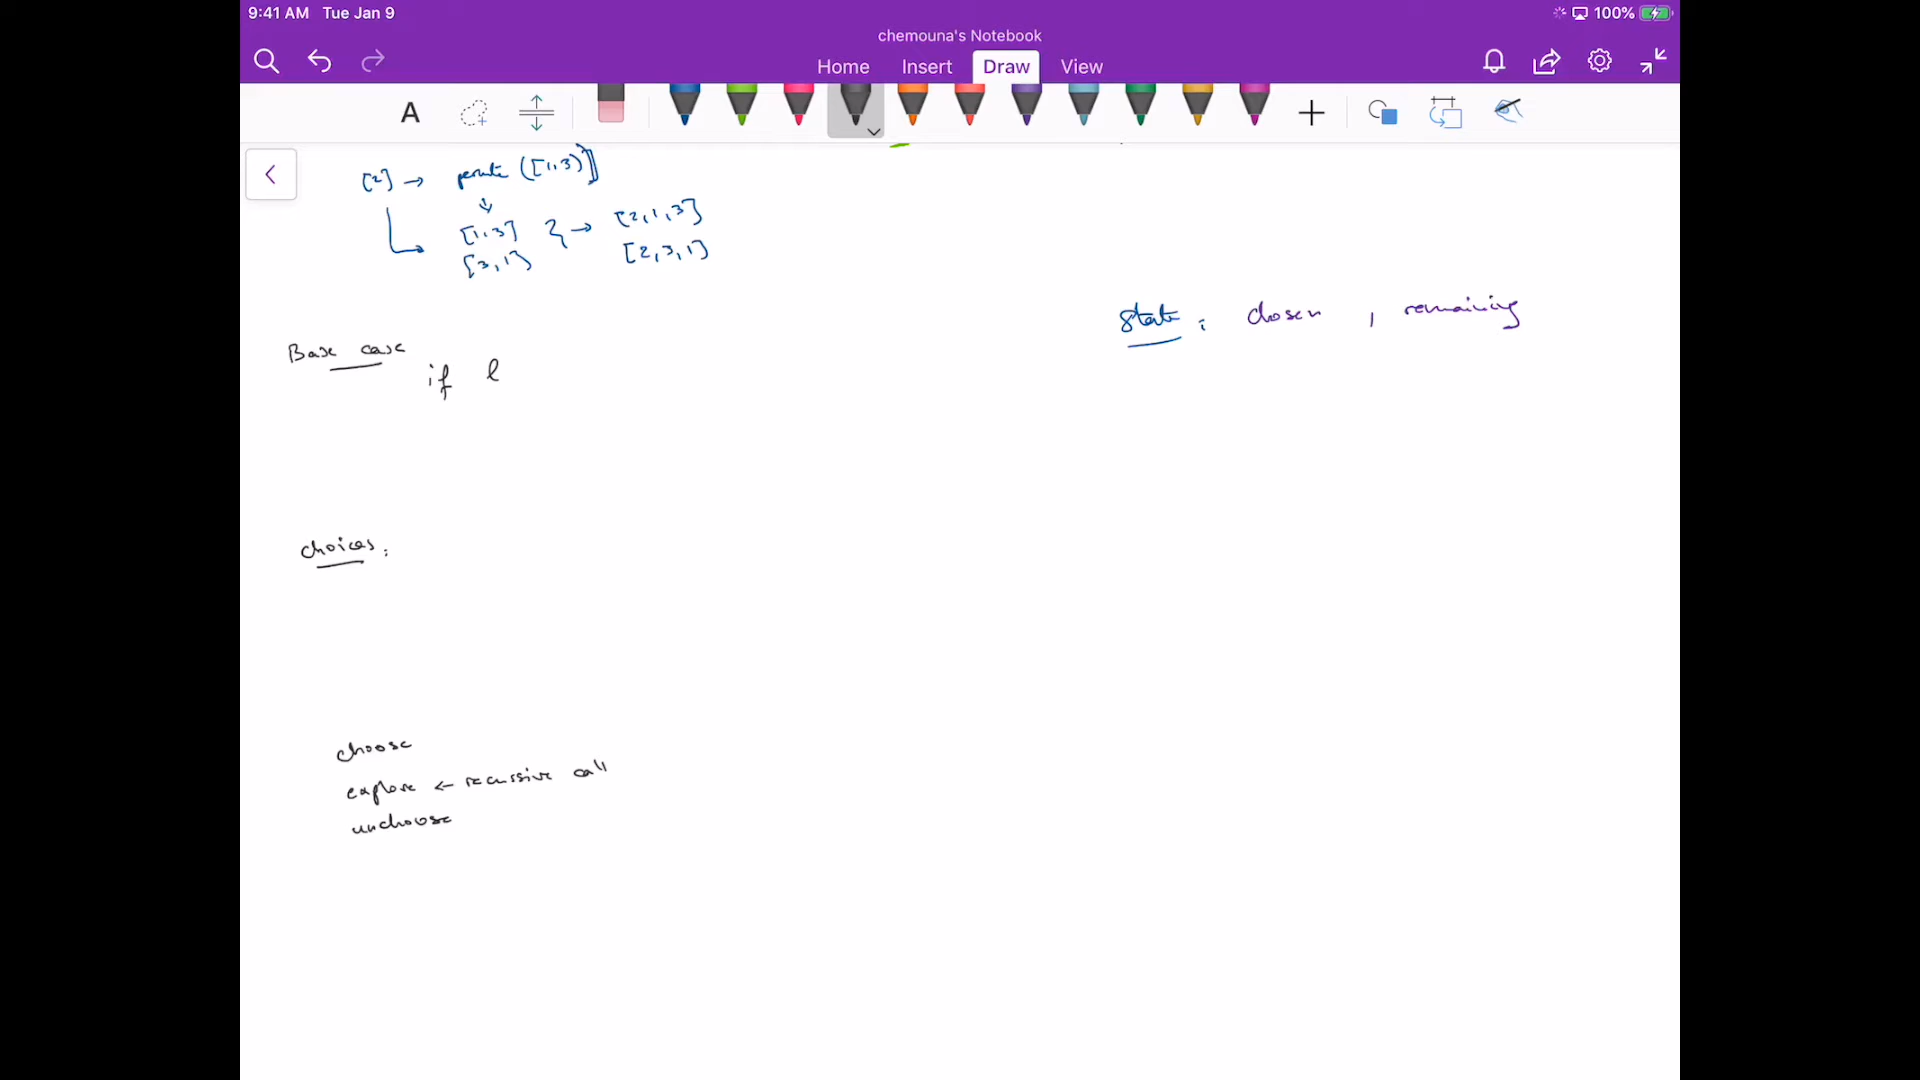 9:41 AM Tue Jan 9
100%
chemouna's Notebook
Home Insert Draw View
A
[2] → permute ([1,3])
[1,3] } → [2,1,3]
[3,1] [2,3,1]
state : chosen , remaining
Base case
if l
choices :
choose
explore ← recussive call
unchoose